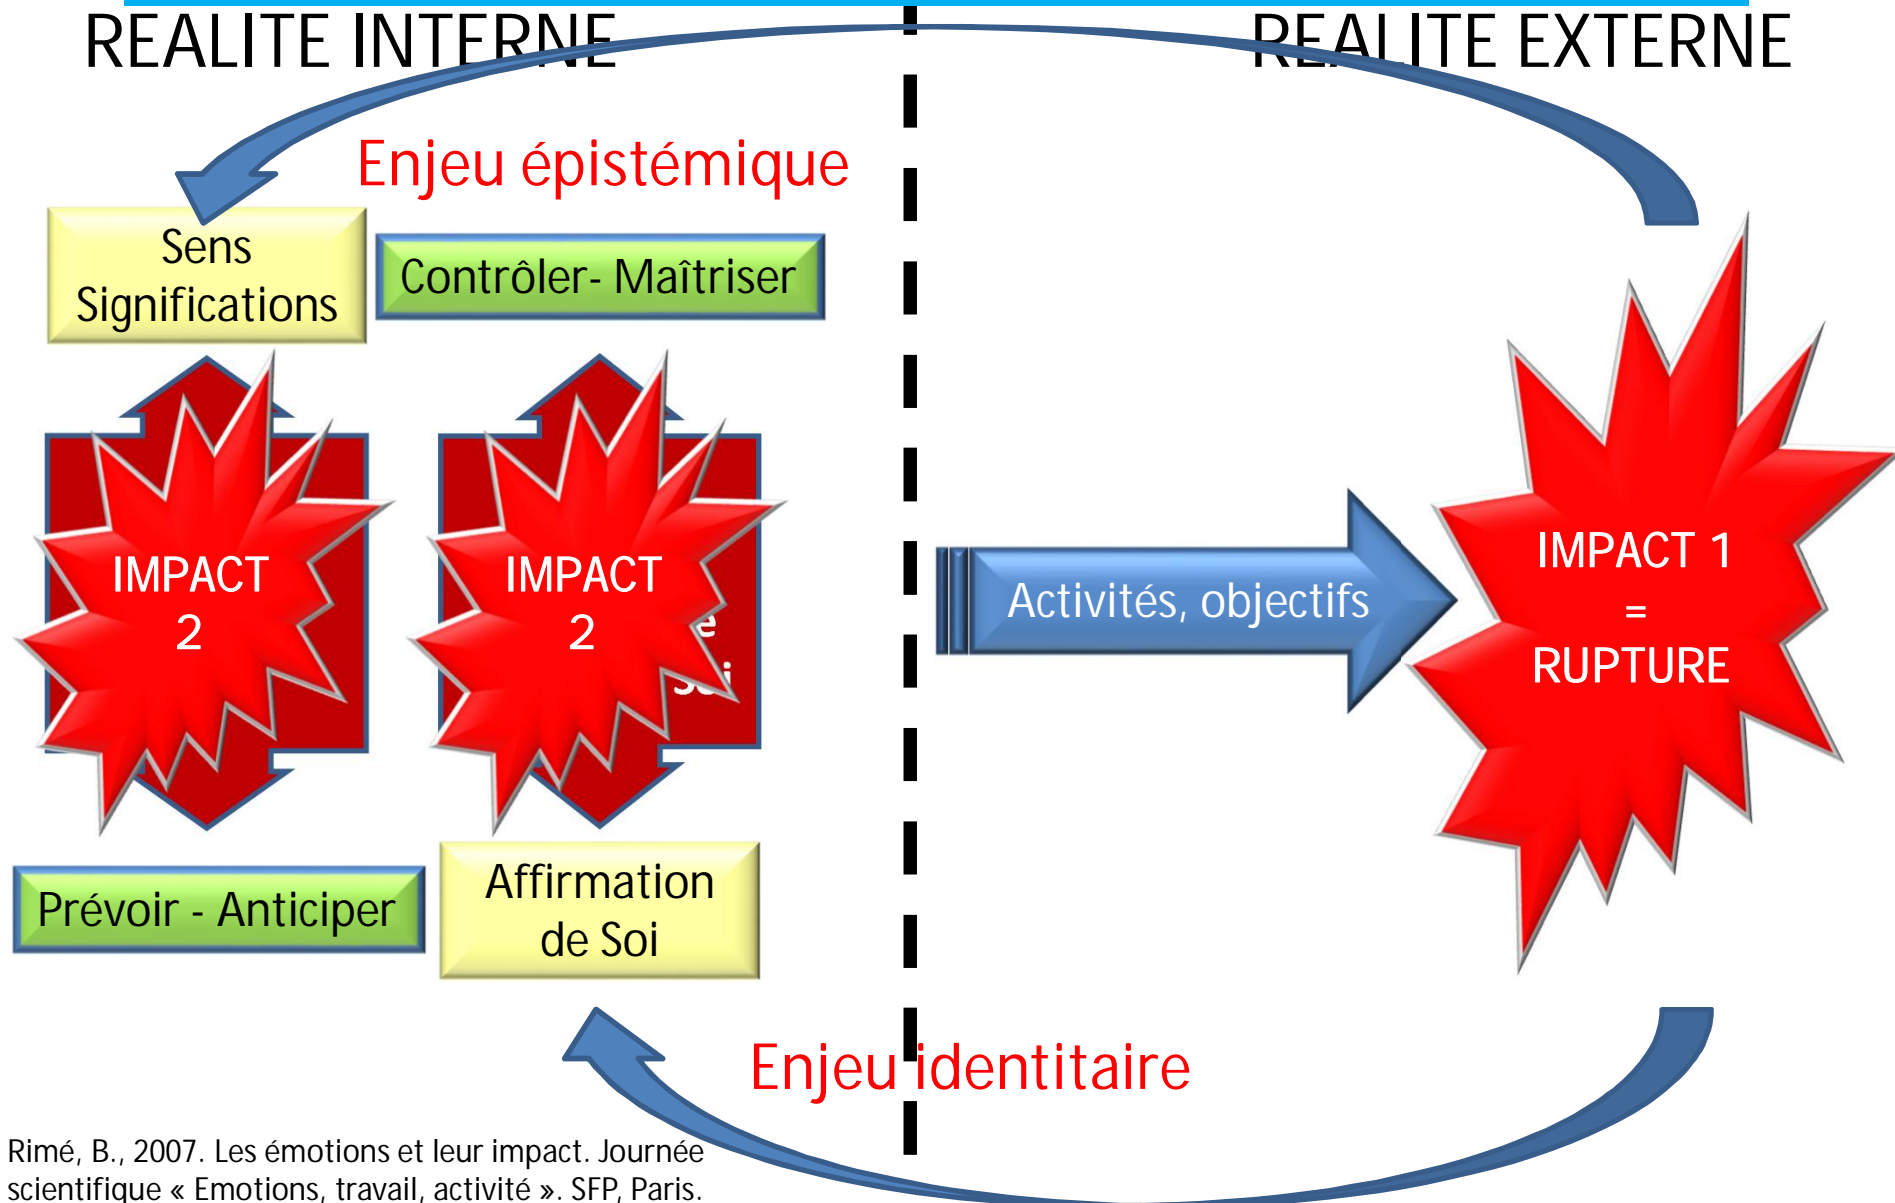 REALITE INTERNE
REALITE EXTERNE
Enjeu épistémique
Sens
Significations
Contrôler- Maîtriser
IMPACT
2
IMPACT
2
Soi
Activités, objectifs
IMPACT 1
=
RUPTURE
Prévoir - Anticiper
Affirmation
de Soi
Enjeu identitaire
Rimé, B., 2007. Les émotions et leur impact. Journée
scientifique « Emotions, travail, activité ». SFP, Paris.